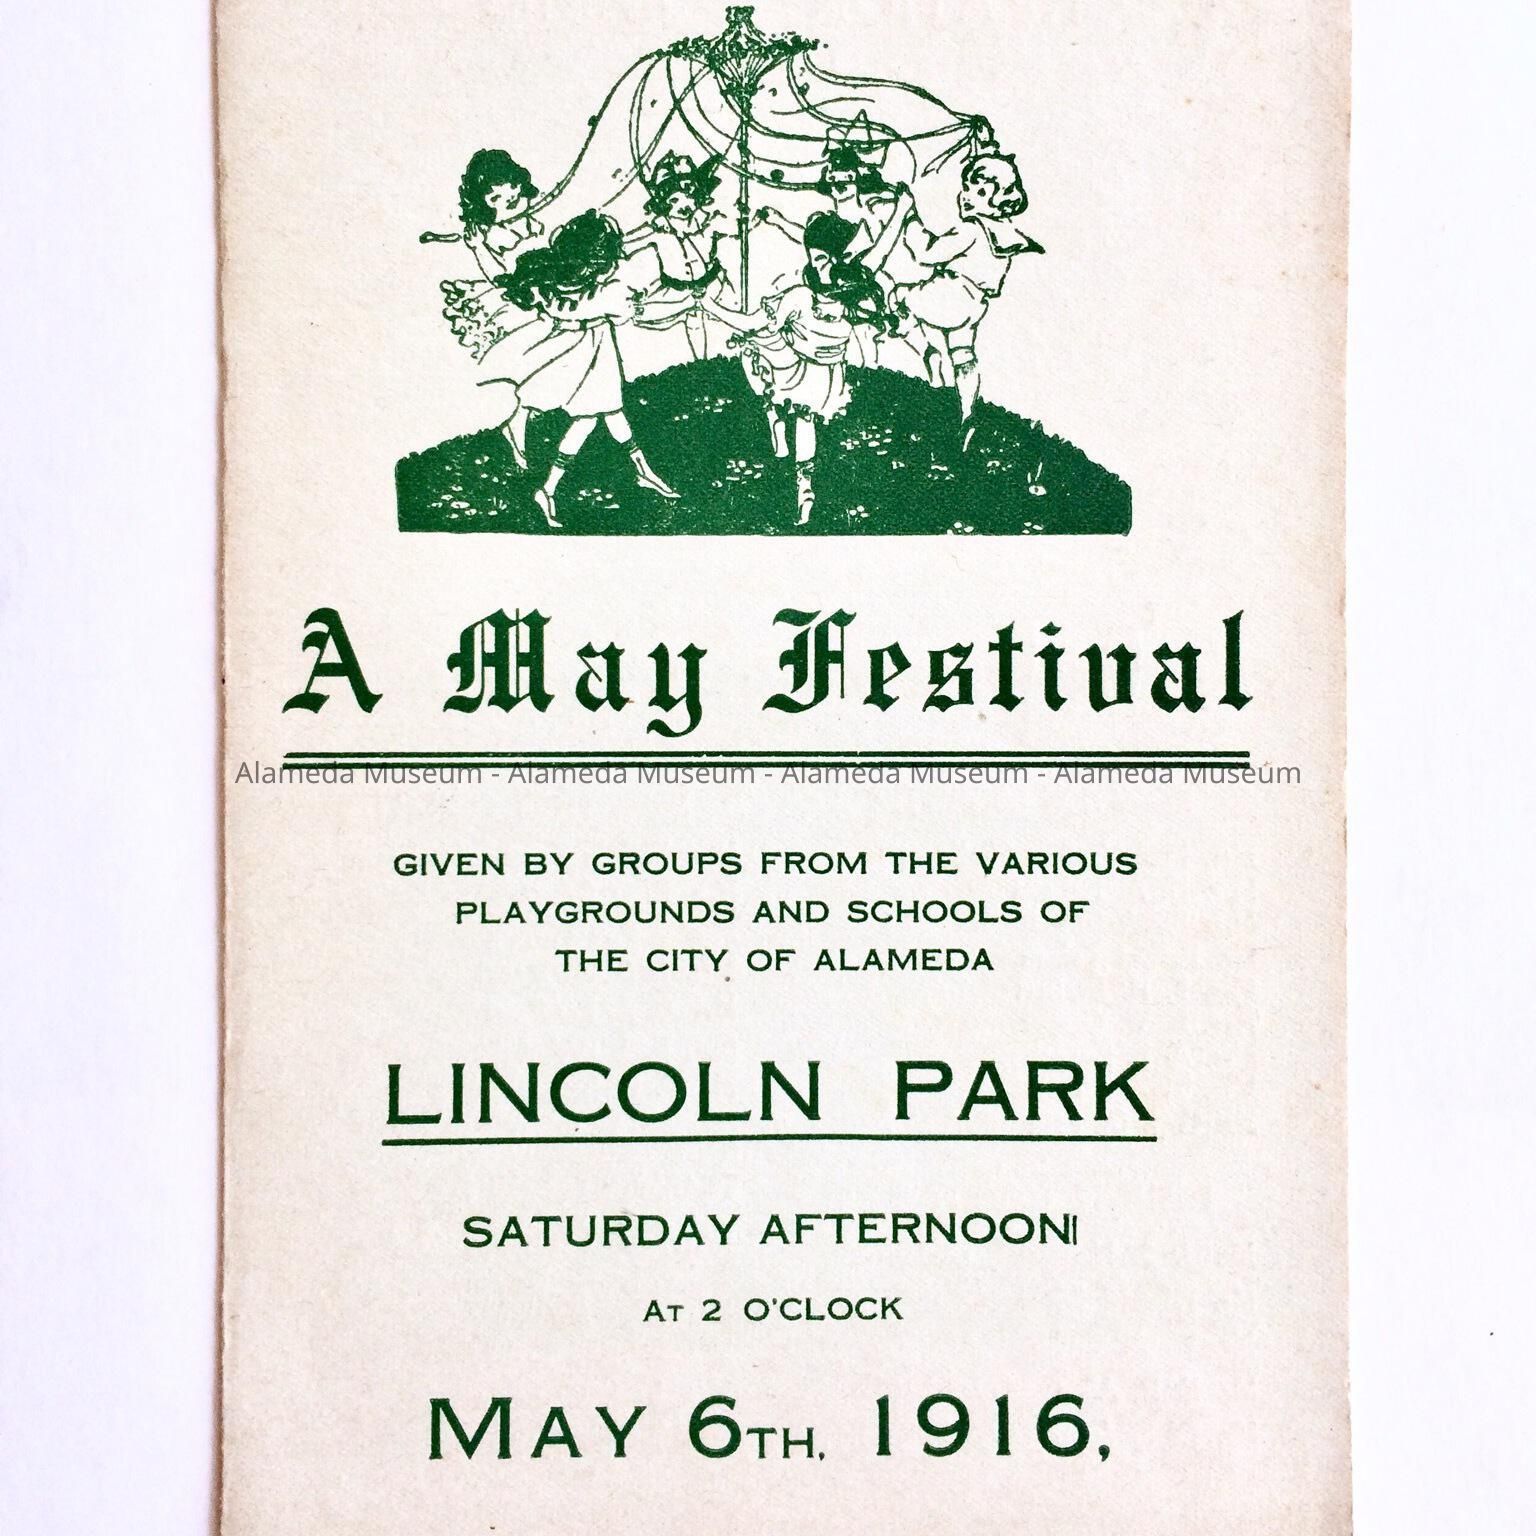 A May Festival
Alameda Museum - Alameda Museum - Alameda Museum - Alameda Museum
GIVEN BY GROUPS FROM THE VARIOUS
PLAYGROUNDS AND SCHOOLS OF
THE CITY OF ALAMEDA
LINCOLN PARK
SATURDAY AFTERNOON
AT 2 O'CLOCK
MAY 6TH, 1916,